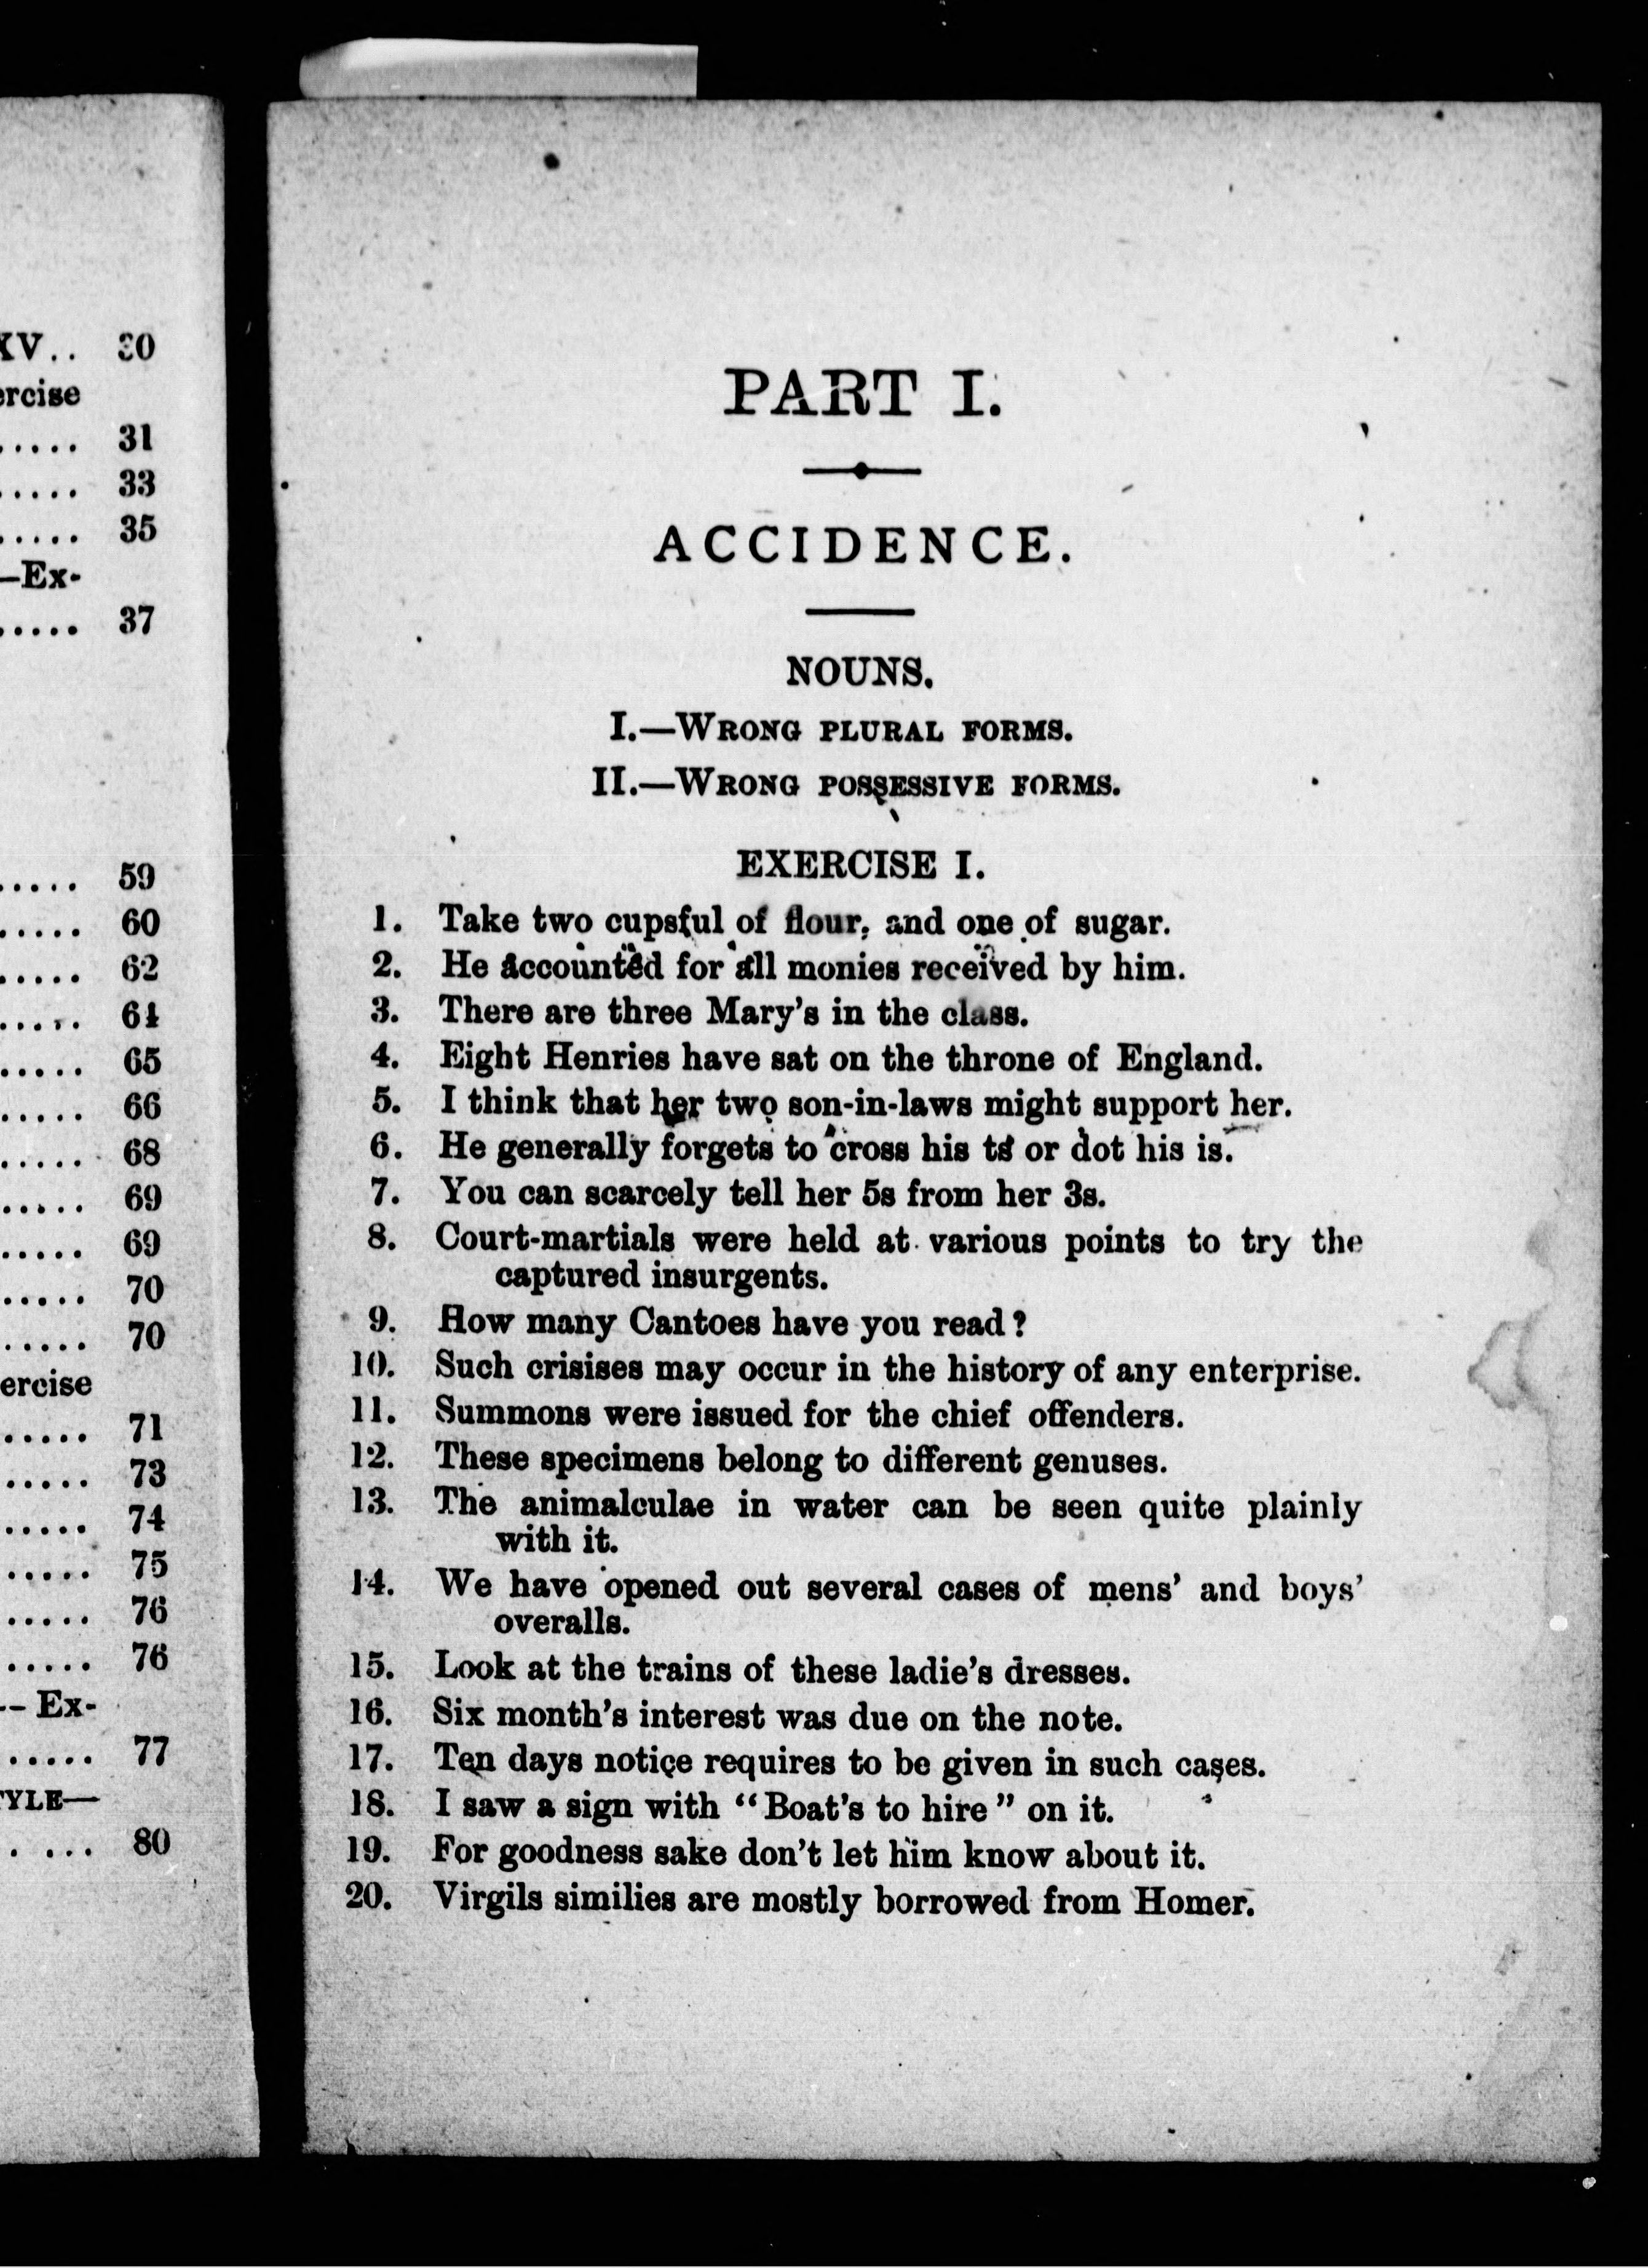 XV.. 30
ercise
..... 31
..... 33
..... 35
—Ex-
..... 37
..... 59
..... 60
..... 62
..... 64
..... 65
..... 66
..... 68
..... 69
..... 69
..... 70
..... 70
ercise
..... 71
..... 73
..... 74
..... 75
..... 76
..... 76
-- Ex-
..... 77
TYLE—
. ... 80
PART I.
ACCIDENCE.
NOUNS.
I.—WRONG PLURAL FORMS.
II.—WRONG POSSESSIVE FORMS.
EXERCISE I.
1. Take two cupsful of flour, and one of sugar.
2. He accounted for all monies received by him.
3. There are three Mary's in the class.
4. Eight Henries have sat on the throne of England.
5. I think that her two son-in-laws might support her.
6. He generally forgets to cross his ts or dot his is.
7. You can scarcely tell her 5s from her 3s.
8. Court-martials were held at various points to try the
captured insurgents.
9. How many Cantoes have you read?
10. Such crisises may occur in the history of any enterprise.
11. Summons were issued for the chief offenders.
12. These specimens belong to different genuses.
13. The animalculae in water can be seen quite plainly
with it.
14. We have opened out several cases of mens' and boys'
overalls.
15. Look at the trains of these ladie's dresses.
16. Six month's interest was due on the note.
17. Ten days notice requires to be given in such cases.
18. I saw a sign with "Boat's to hire" on it.
19. For goodness sake don't let him know about it.
20. Virgils similies are mostly borrowed from Homer.